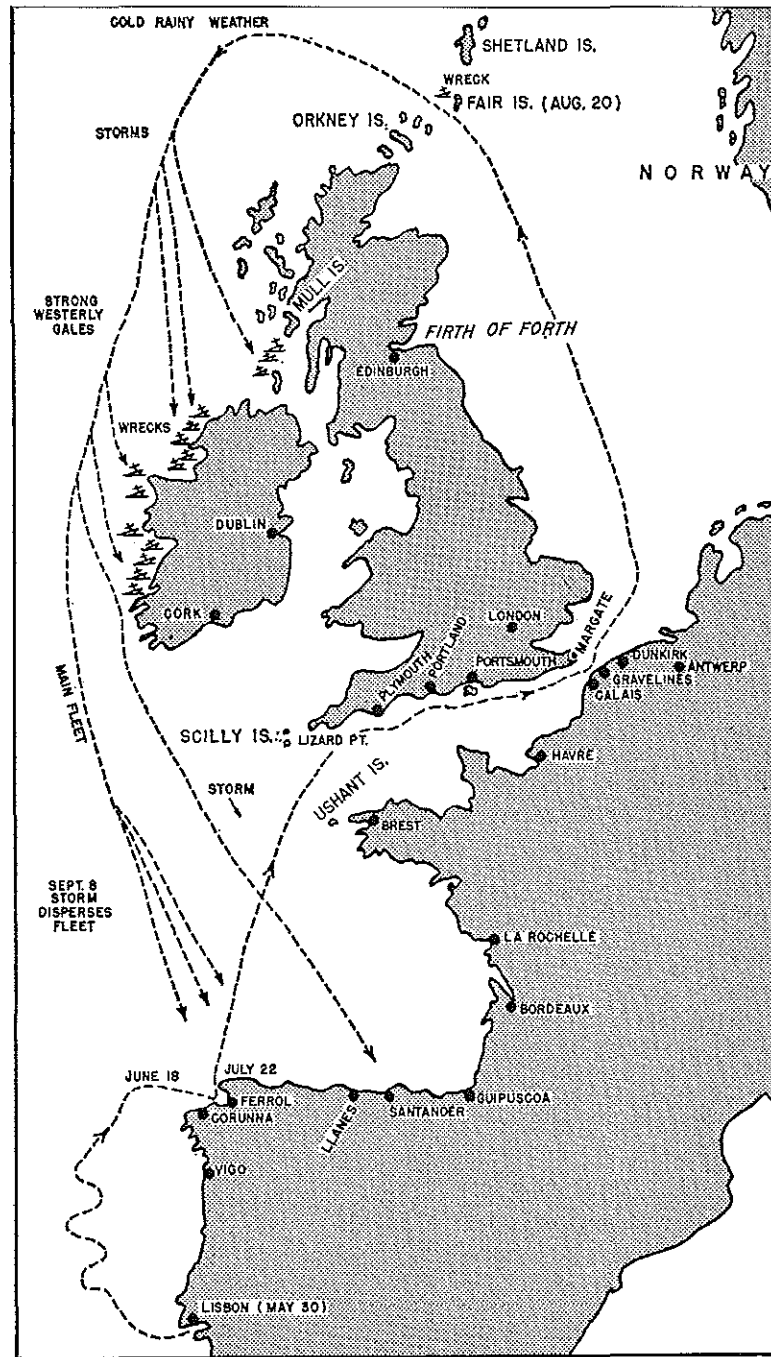 COLD RAINY WEATHER
SHETLAND IS.
WRECK
FAIR IS. (AUG. 20)
ORKNEY IS.
STORMS
NORWAY
MULL IS.
STRONG
WESTERLY
GALES
FIRTH OF FORTH
EDINBURGH
WRECKS
DUBLIN
CORK
LONDON
MARGATE
PLYMOUTH
PORTLAND
PORTSMOUTH
DUNKIRK
ANTWERP
GRAVELINES
CALAIS
MAIN FLEET
SCILLY IS.
LIZARD PT.
HAVRE
USHANT IS.
STORM
BREST
SEPT. 8
STORM
DISPERSES
FLEET
LA ROCHELLE
BORDEAUX
JUNE 18
JULY 22
FERROL
CORUNNA
LLANES
SANTANDER
GUIPUSCOA
VIGO
LISBON (MAY 30)